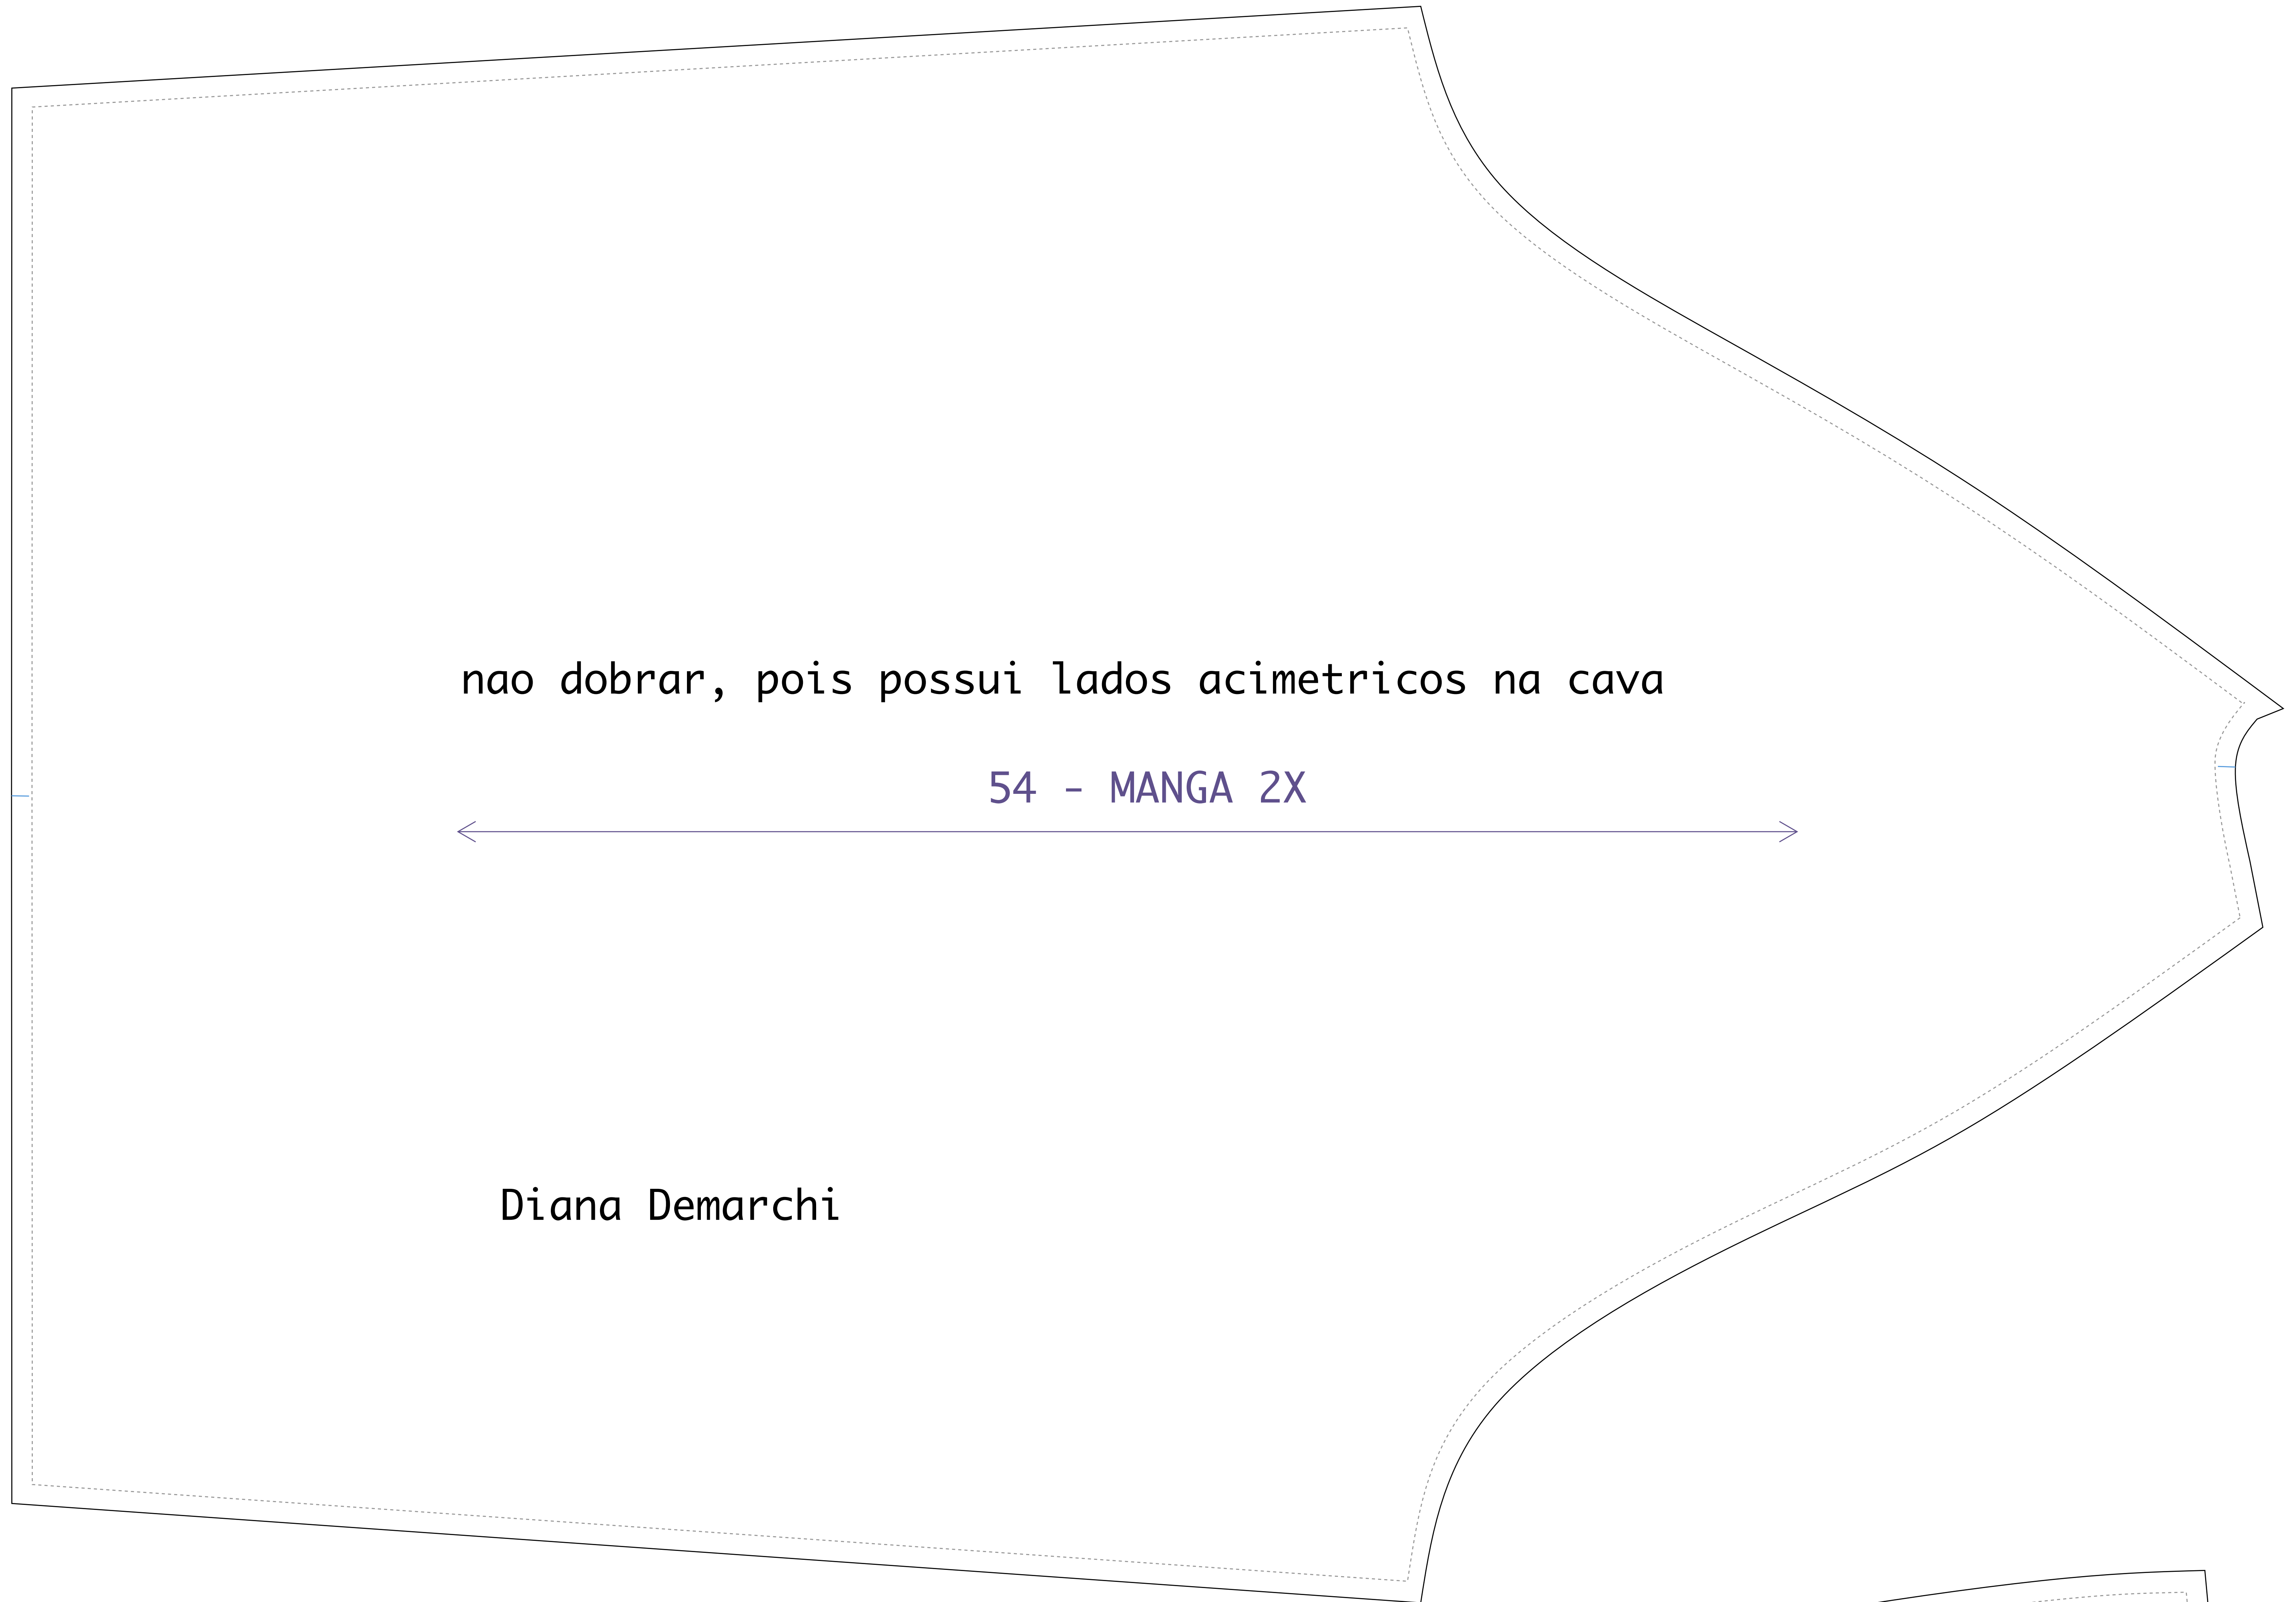 nao dobrar, pois possui lados acimetricos na cava
54 - MANGA 2X
Diana Demarchi